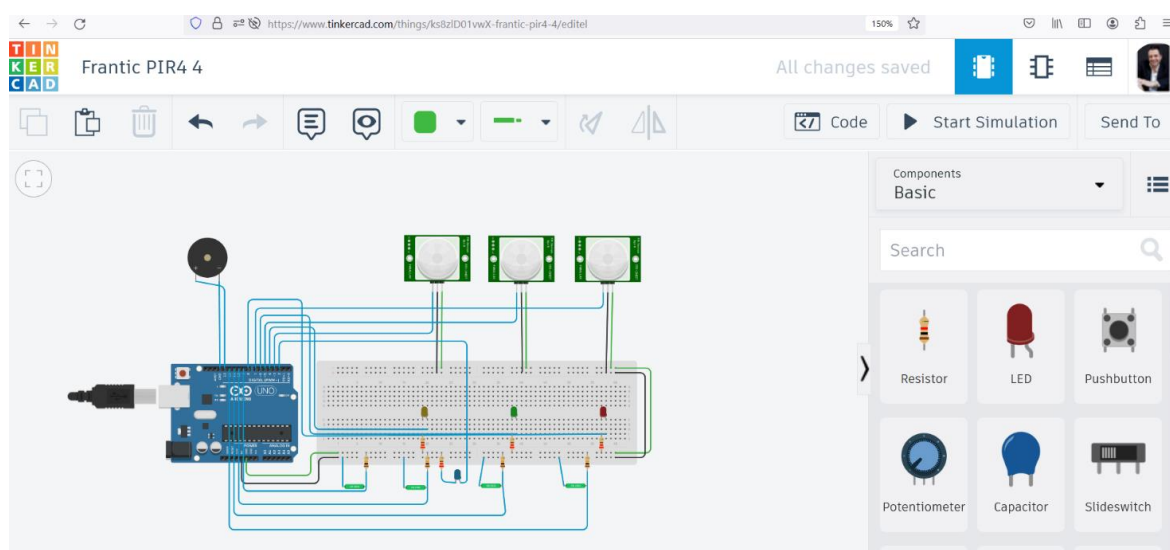 https://www.tinkercad.com/things/ks8zlD01vwX-frantic-pir4-4/editel
150%
TIN
KER
CAD
Frantic PIR4 4
All changes saved
Code
Start Simulation
Send To
Components
Basic
Search
Resistor
LED
Pushbutton
UNO
Potentiometer
Capacitor
Slideswitch